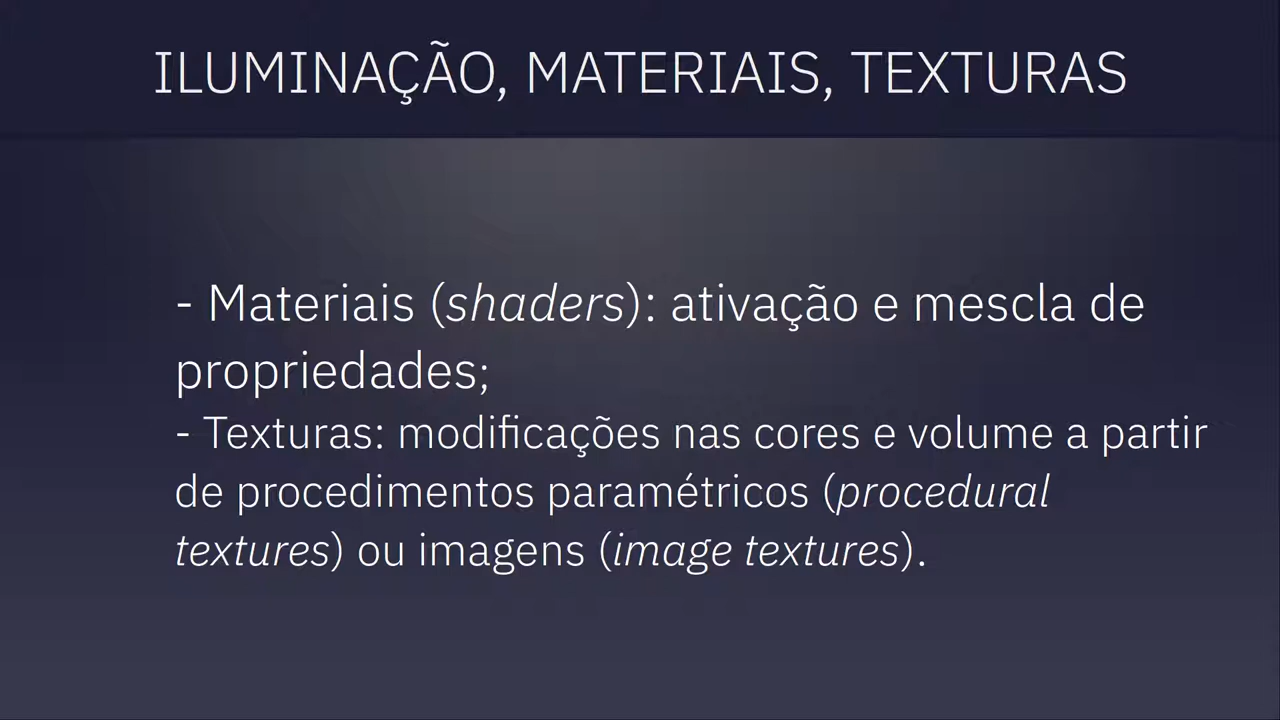 ILUMINAÇÃO, MATERIAIS, TEXTURAS
- Materiais (shaders): ativação e mescla de
propriedades;
- Texturas: modificações nas cores e volume a partir
de procedimentos paramétricos (procedural
textures) ou imagens (image textures).